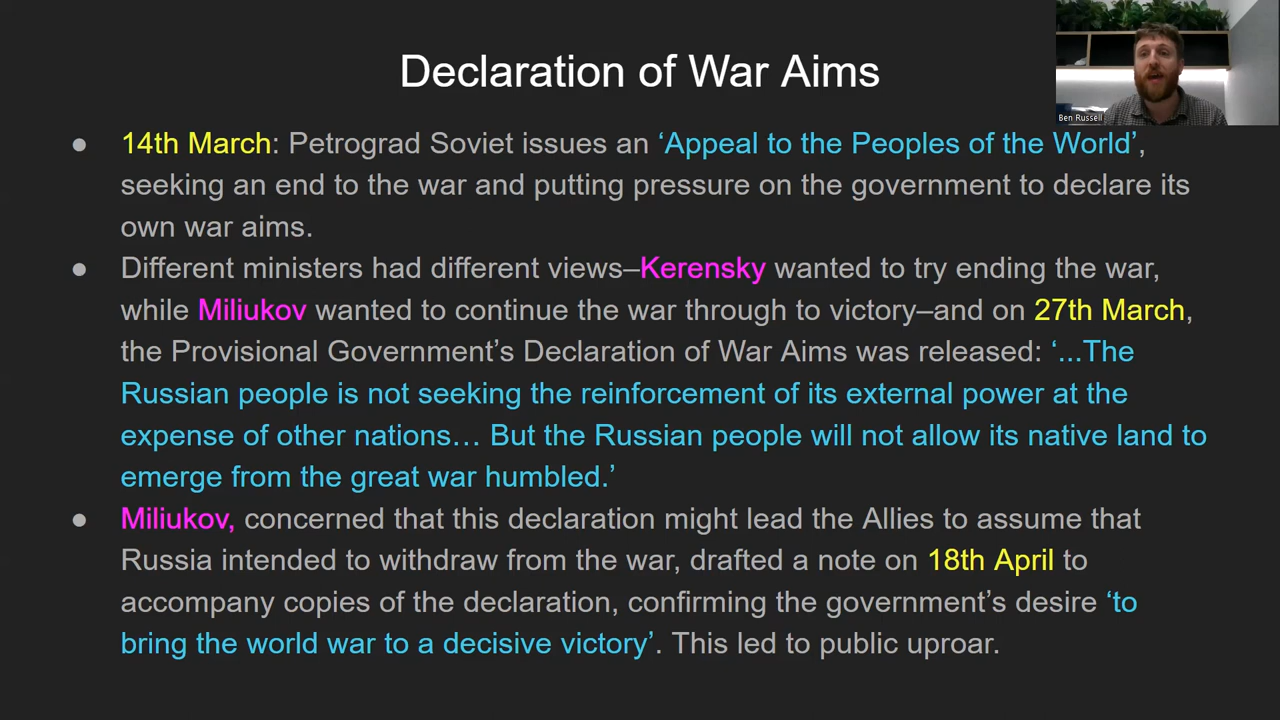 Declaration of War Aims
Ben Russell
● 14th March: Petrograd Soviet issues an ‘Appeal to the Peoples of the World’,
seeking an end to the war and putting pressure on the government to declare its
own war aims.
● Different ministers had different views–Kerensky wanted to try ending the war,
while Miliukov wanted to continue the war through to victory–and on 27th March,
the Provisional Government’s Declaration of War Aims was released: ‘...The
Russian people is not seeking the reinforcement of its external power at the
expense of other nations… But the Russian people will not allow its native land to
emerge from the great war humbled.’
● Miliukov, concerned that this declaration might lead the Allies to assume that
Russia intended to withdraw from the war, drafted a note on 18th April to
accompany copies of the declaration, confirming the government’s desire ‘to
bring the world war to a decisive victory’. This led to public uproar.